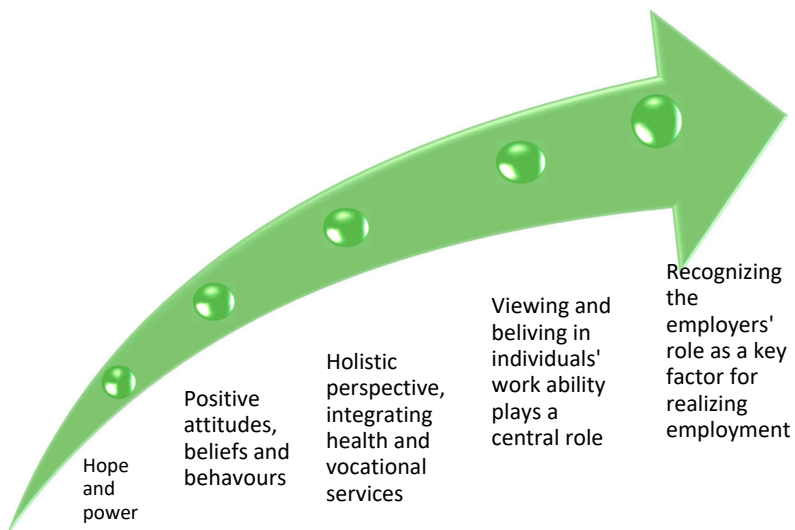 Hope
and
power
Positive
attitudes,
beliefs and
behavours
Holistic
perspective,
integrating
health and
vocational
services
Viewing and
beliving in
individuals'
work ability
plays a
central role
Recognizing
the
employers'
role as a key
factor for
realizing
employment